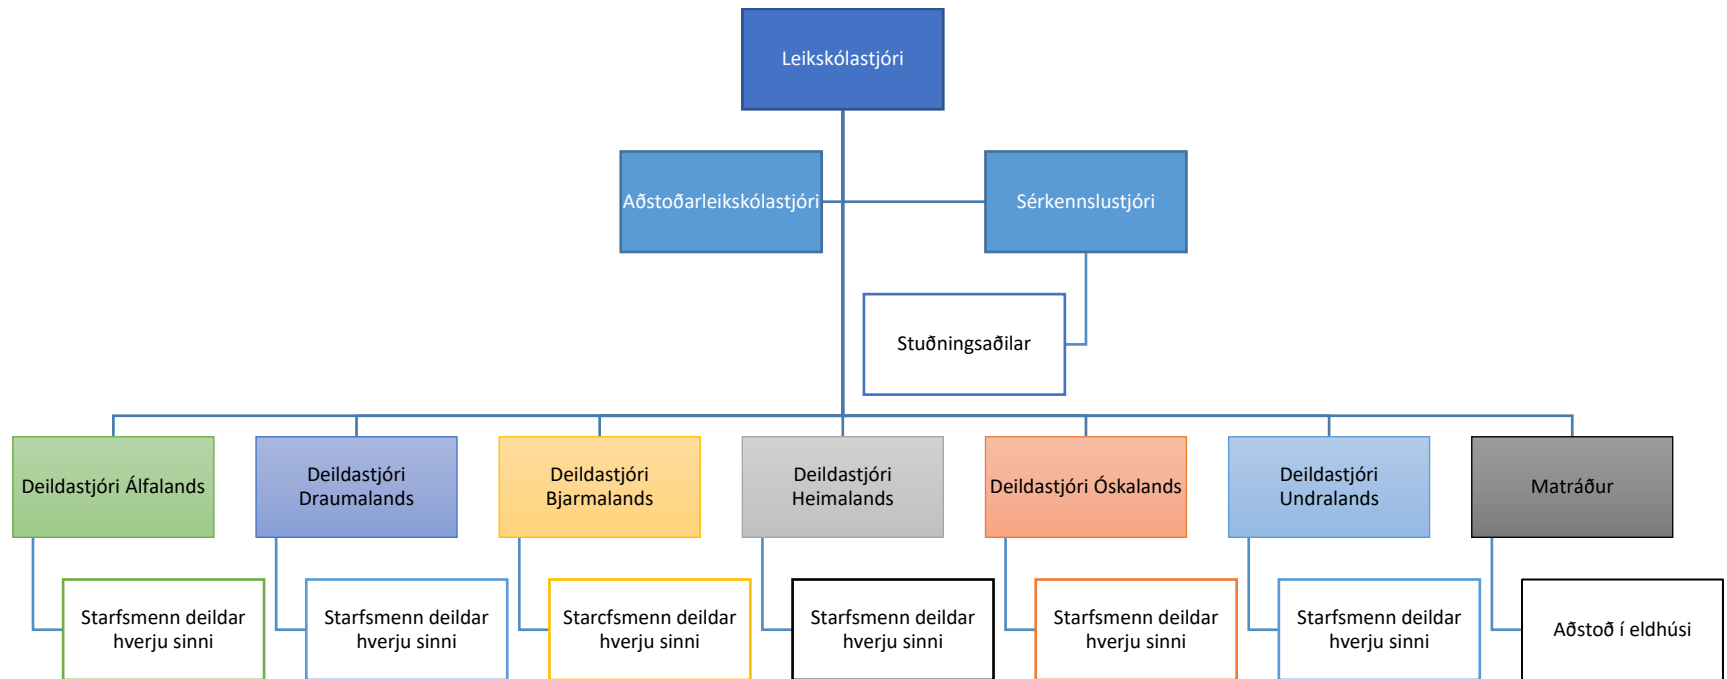 Leikskólastjóri
Aðstoðarleikskólastjóri
Sérkennslustjóri
Stuðningsaðilar
Deildastjóri Álfalands
Deildastjóri
Draumalands
Deildastjóri
Bjarmalands
Deildastjóri
Heimalands
Deildastjóri Óskalands
Deildastjóri
Undralands
Matráður
Starfsmenn deildar
hverju sinni
Starfsmenn deildar
hverju sinni
Starcfsmenn deildar
hverju sinni
Starfsmenn deildar
hverju sinni
Starfsmenn deildar
hverju sinni
Starfsmenn deildar
hverju sinni
Aðstoð í eldhúsi